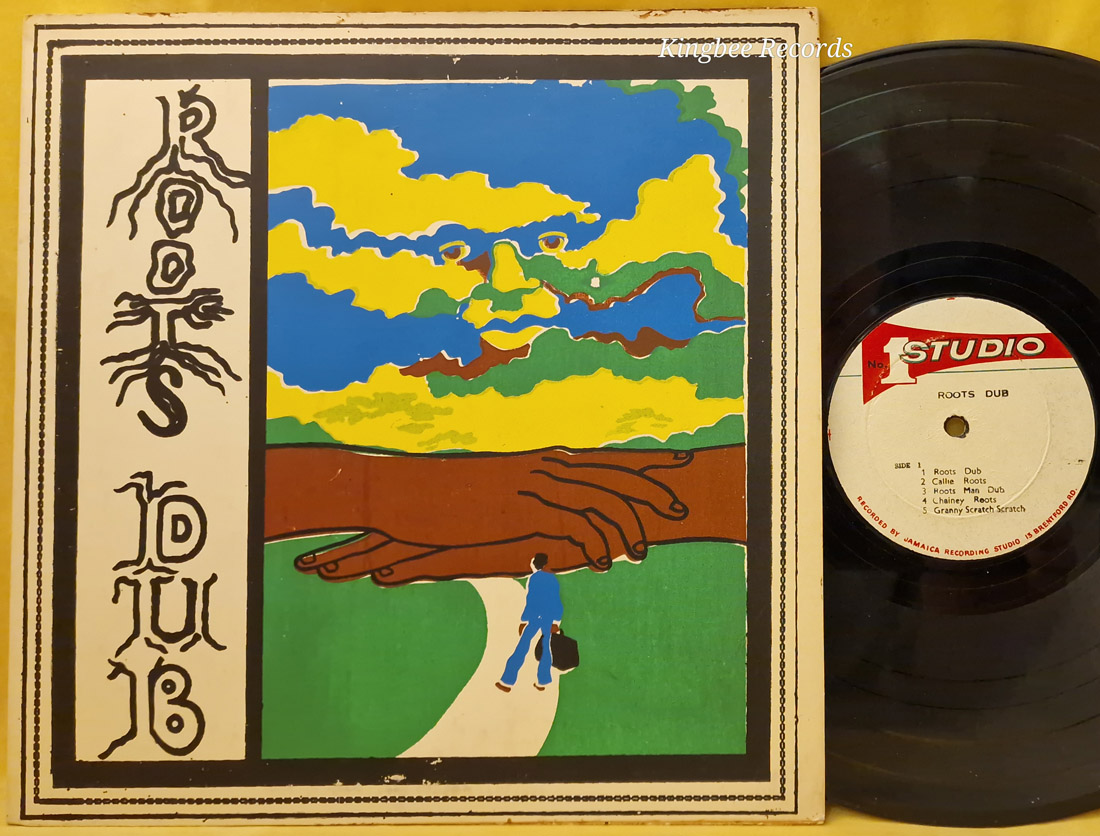 Kingbee Records
ROOTS DUB
No. 1 STUDIO
ROOTS DUB
SIDE 1
1 Roots Dub
2 Callie Roots
3 Roots Man Dub
4 Chainey Roots
5 Granny Scratch Scratch
RECORDED BY JAMAICA RECORDING STUDIO 13 BRENTFORD RD.